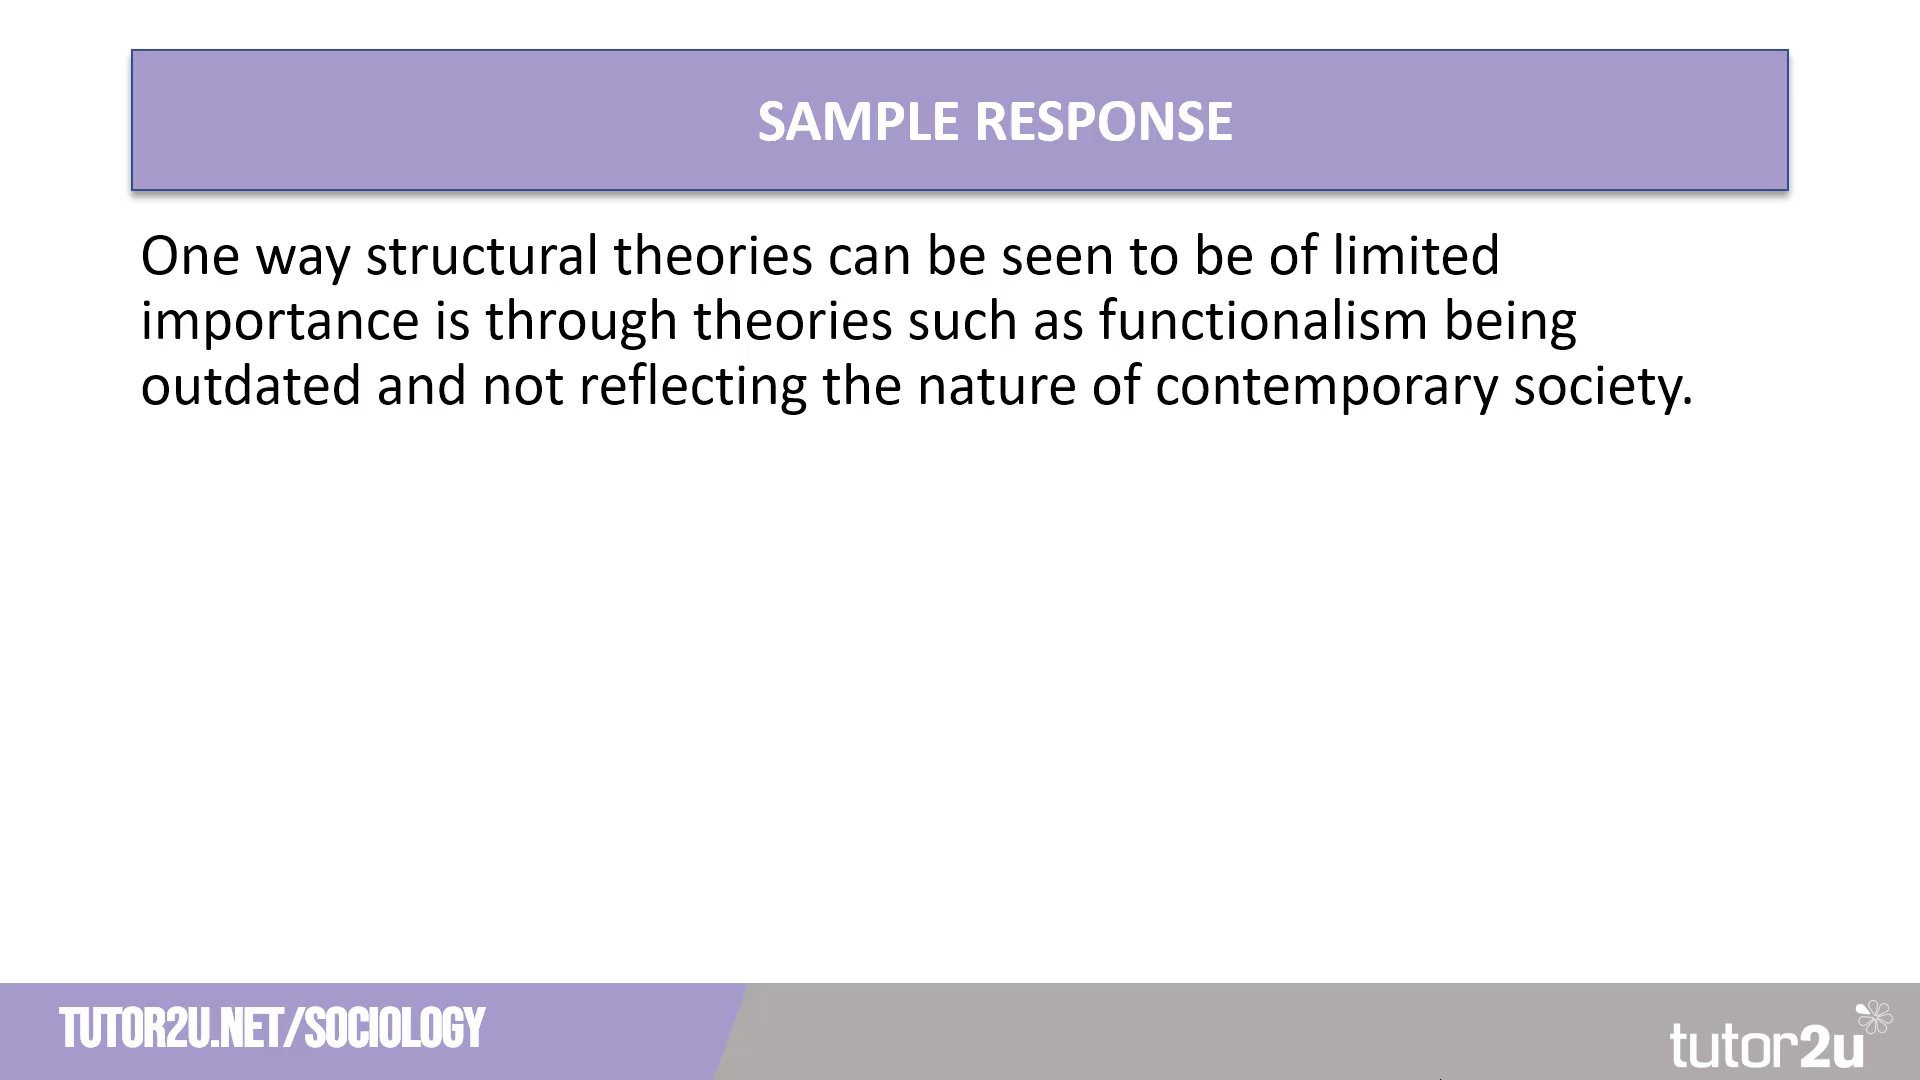 SAMPLE RESPONSE
One way structural theories can be seen to be of limited
importance is through theories such as functionalism being
outdated and not reflecting the nature of contemporary society.
TUTOR2U.NET/SOCIOLOGY
tutor2u